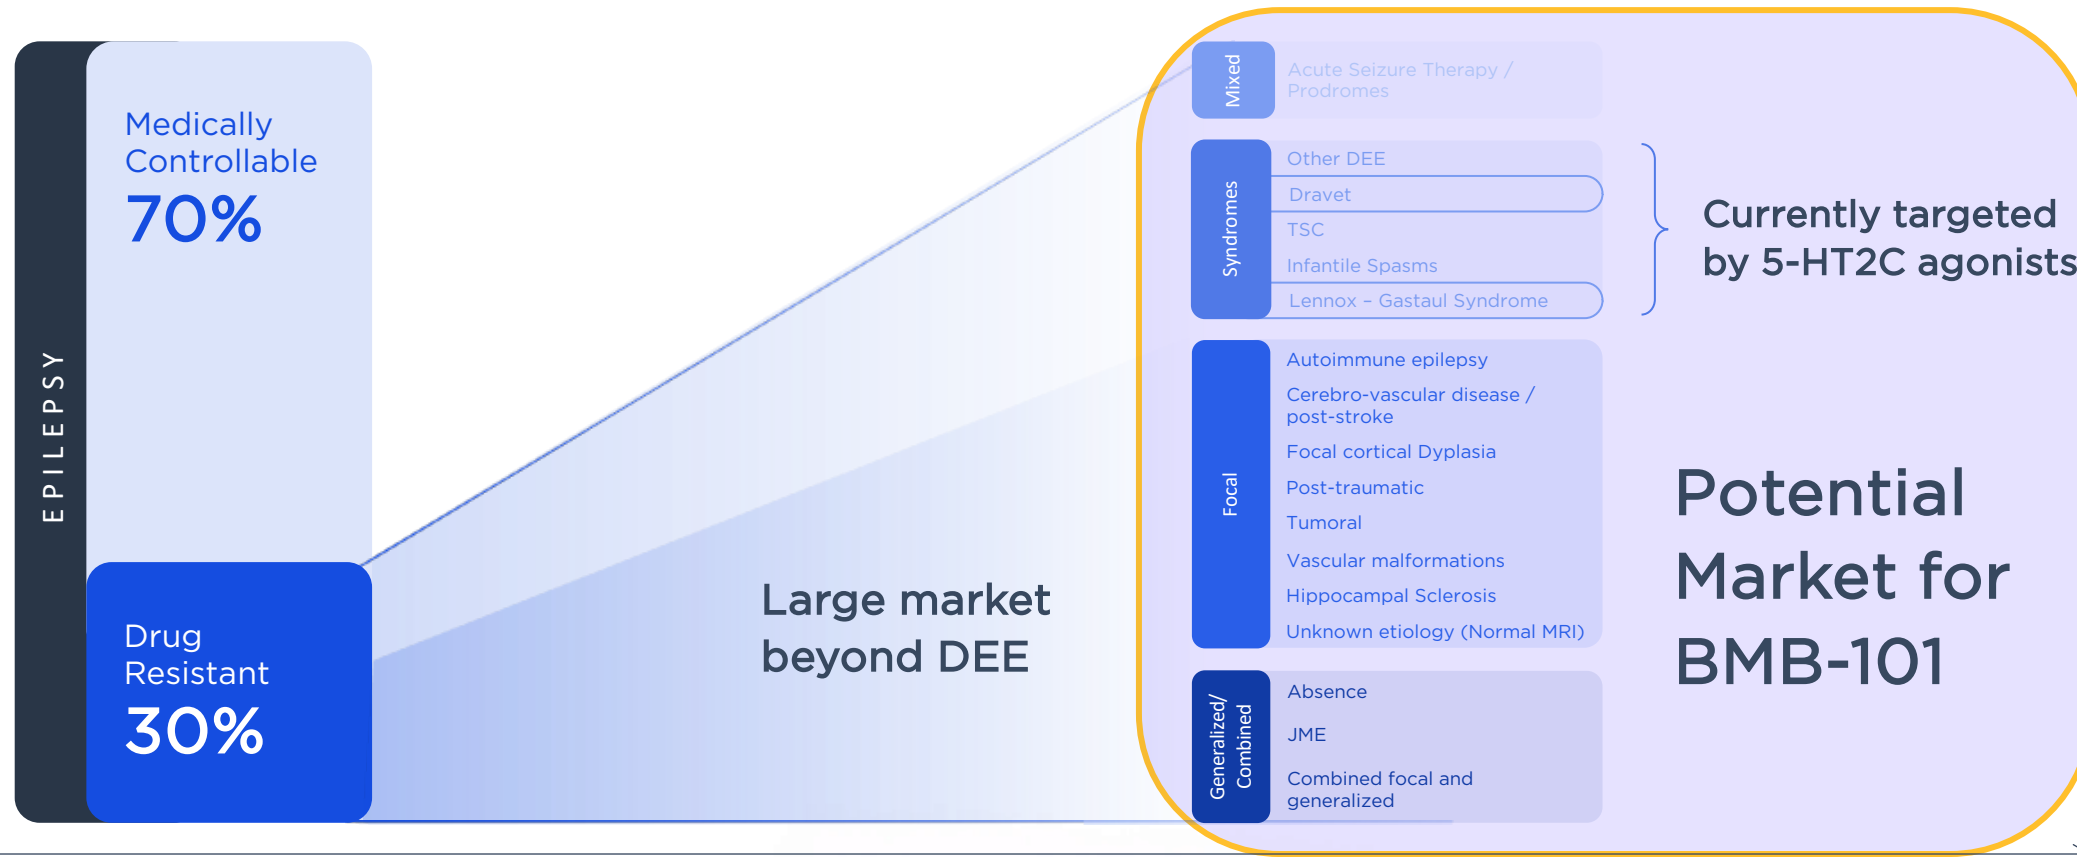 EPILEPSY
Medically
Controllable
70%
Drug
Resistant
30%
Large market
beyond DEE
Mixed
Acute Seizure Therapy /
Prodromes
Syndromes
Other DEE
Dravet
TSC
Infantile Spasms
Lennox – Gastaul Syndrome
Currently targeted
by 5-HT2C agonists
Focal
Autoimmune epilepsy
Cerebro-vascular disease /
post-stroke
Focal cortical Dyplasia
Post-traumatic
Tumoral
Vascular malformations
Hippocampal Sclerosis
Unknown etiology (Normal MRI)
Potential
Market for
BMB-101
Generalized/
Combined
Absence
JME
Combined focal and
generalized